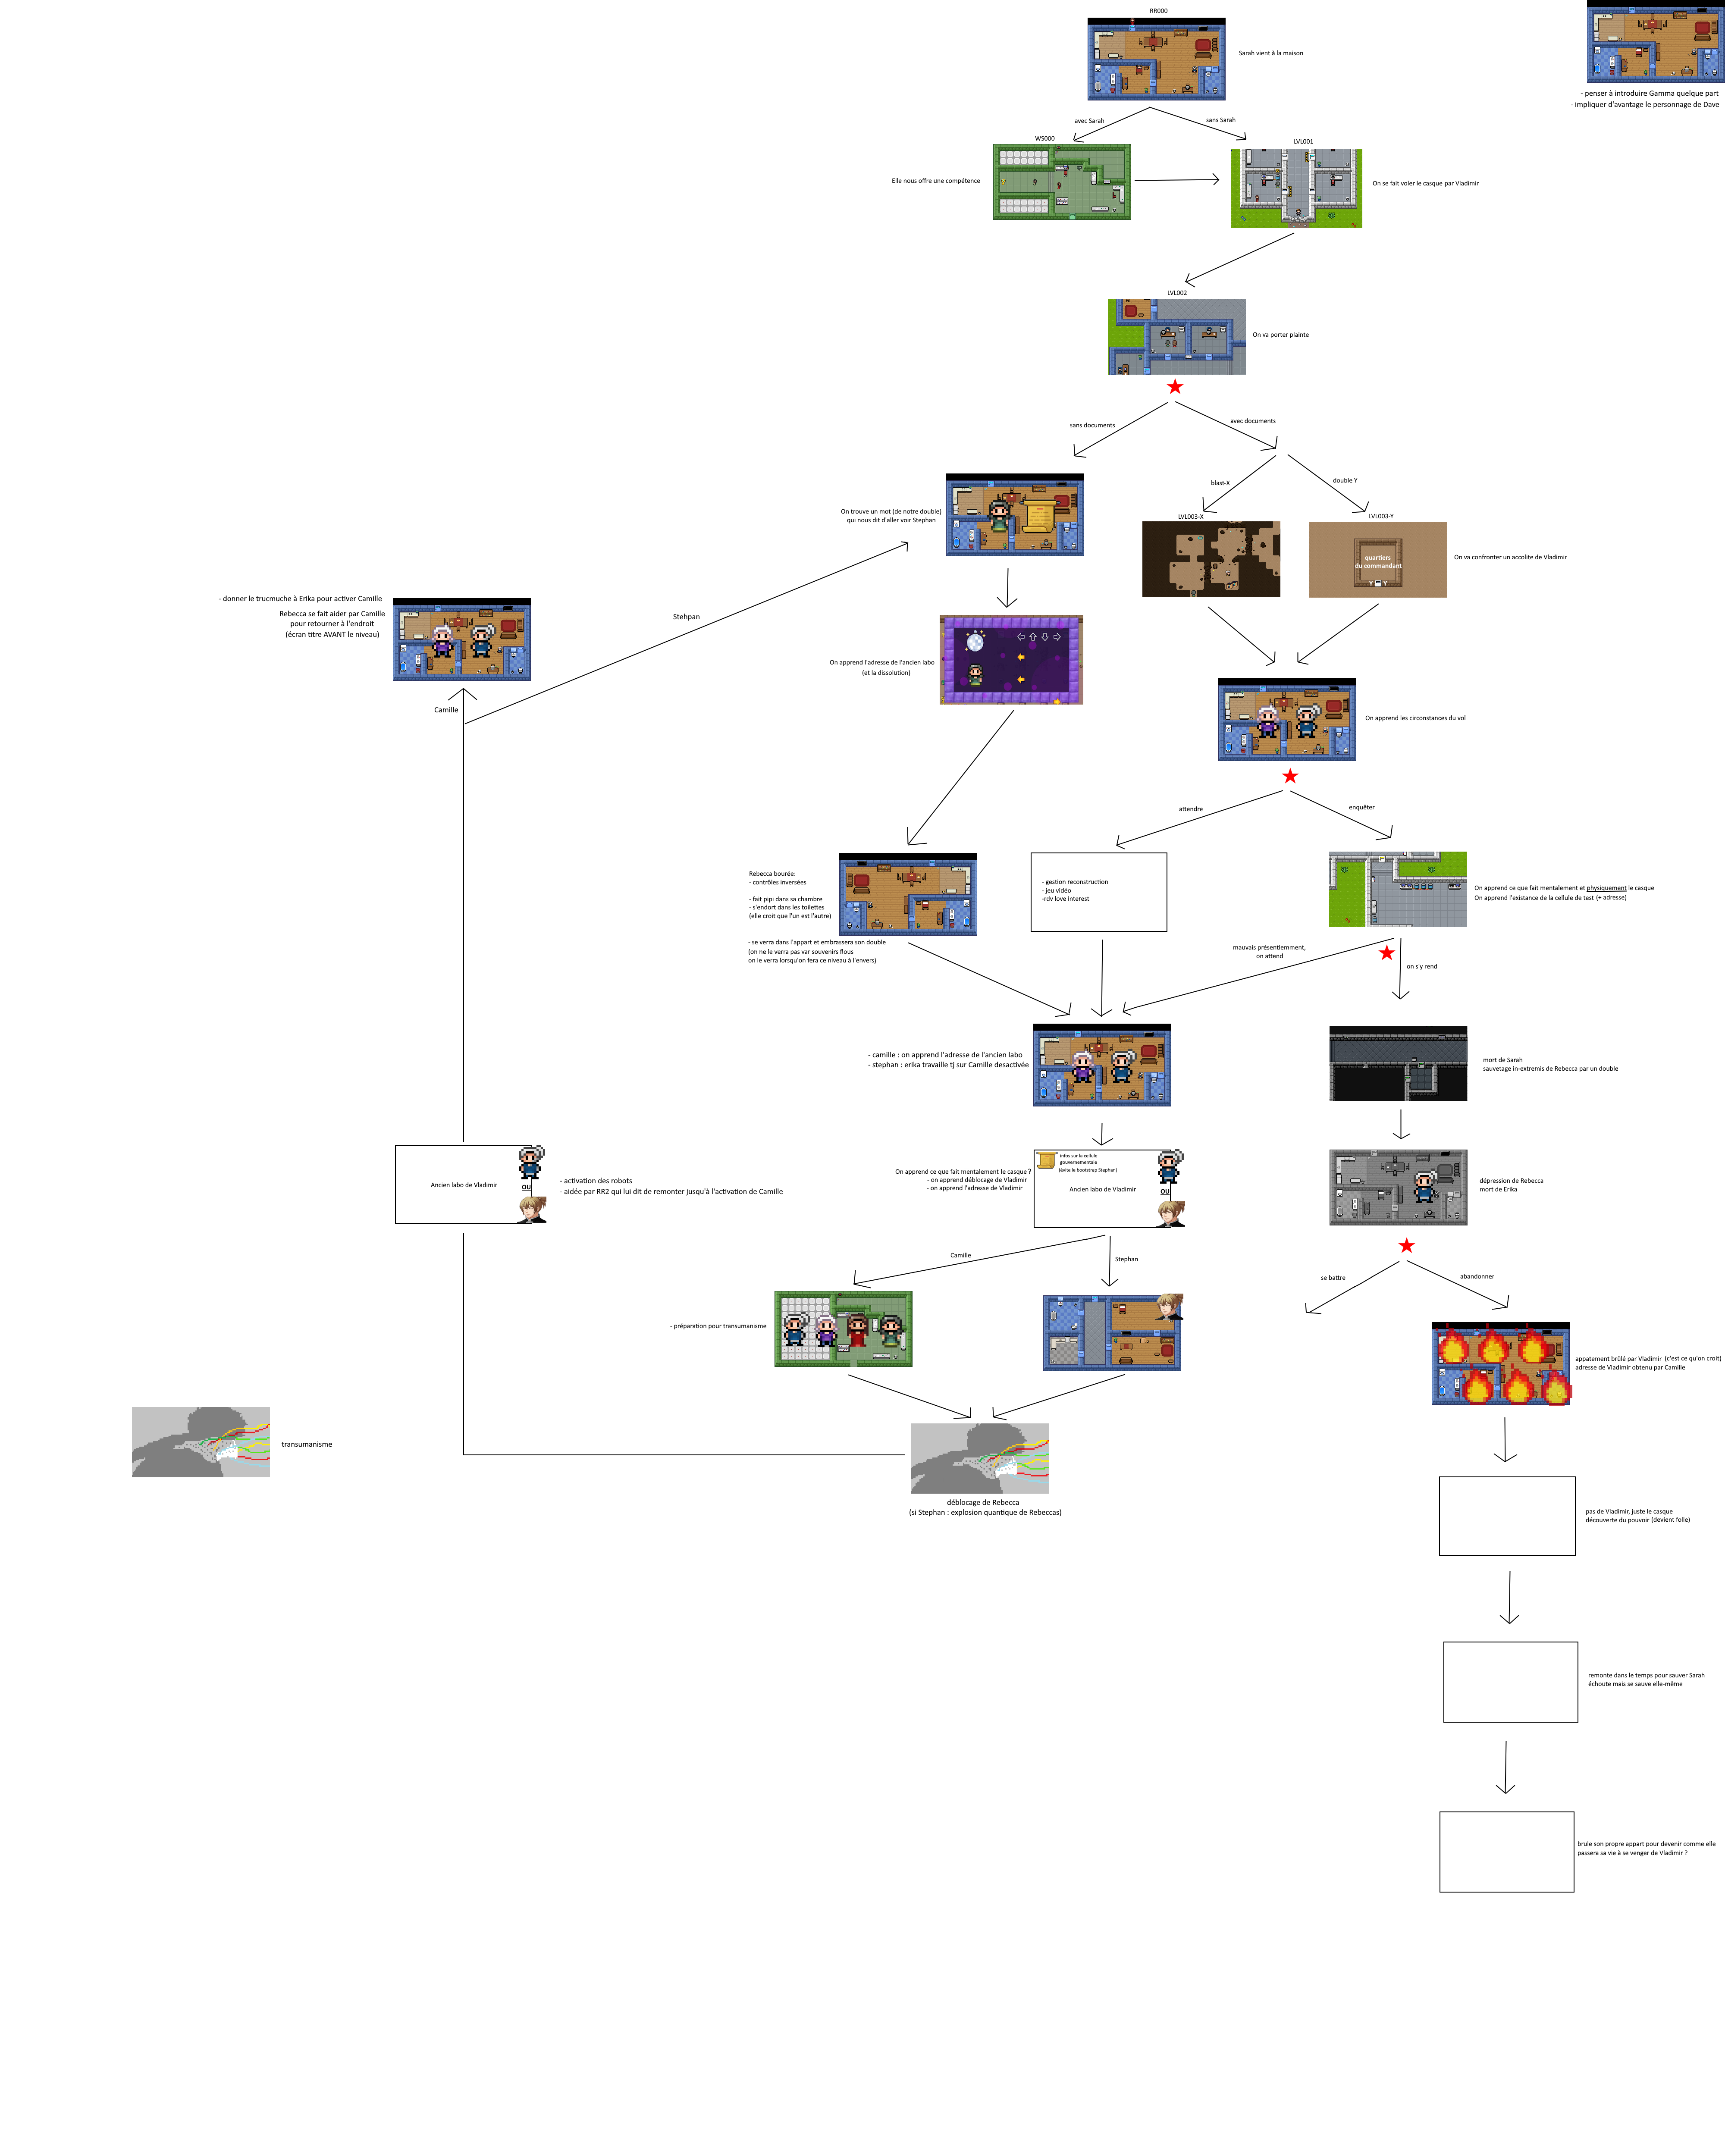 RR000
Sarah vient à la maison
- penser à introduire Gamma quelque part
- impliquer d'avantage le personnage de Dave
avec Sarah
sans Sarah
WS000
LVL001
Elle nous offre une compétence
On se fait voler le casque par Vladimir
LVL002
On va porter plainte
sans documents
avec documents
blast-X
double Y
On trouve un mot (de notre double)
qui nous dit d'aller voir Stephan
LVL003-X
LVL003-Y
quartiers
du commandant
On va confronter un accolite de Vladimir
- donner le trucmuche à Erika pour activer Camille
Rebecca se fait aider par Camille
pour retourner à l'endroit
(écran titre AVANT le niveau)
Stehpan
Camille
On apprend l'adresse de l'ancien labo
(et la dissolution)
On apprend les circonstances du vol
attendre
enquêter
Rebecca bourée:
- contrôles inversées
- fait pipi dans sa chambre
- s'endort dans les toilettes
(elle croit que l'un est l'autre)
- se verra dans l'appart et embrassera son double
(on ne le verra pas var souvenirs flous
on le verra lorsqu'on fera ce niveau à l'envers)
- gestion reconstruction
- jeu vidéo
-rdv love interest
On apprend ce que fait mentalement et physiquement le casque
On apprend l'existance de la cellule de test (+ adresse)
mauvais présentiemment,
on attend
on s'y rend
- camille : on apprend l'adresse de l'ancien labo
- stephan : erika travaille tj sur Camille desactivée
mort de Sarah
sauvetage in-extremis de Rebecca par un double
Ancien labo de Vladimir
OU
- activation des robots
- aidée par RR2 qui lui dit de remonter jusqu'à l'activation de Camille
On apprend ce que fait mentalement le casque ?
- on apprend déblocage de Vladimir
- on apprend l'adresse de Vladimir
Infos sur la cellule
gouvernementale
(évite le bootstrap Stephan)
Ancien labo de Vladimir
OU
dépression de Rebecca
mort de Erika
Camille
Stephan
se battre
abandonner
- préparation pour transumanisme
appatement brûlé par Vladimir (c'est ce qu'on croit)
adresse de Vladimir obtenu par Camille
transumanisme
déblocage de Rebecca
(si Stephan : explosion quantique de Rebeccas)
pas de Vladimir, juste le casque
découverte du pouvoir (devient folle)
remonte dans le temps pour sauver Sarah
échoute mais se sauve elle-même
brule son propre appart pour devenir comme elle
passera sa vie à se venger de Vladimir ?